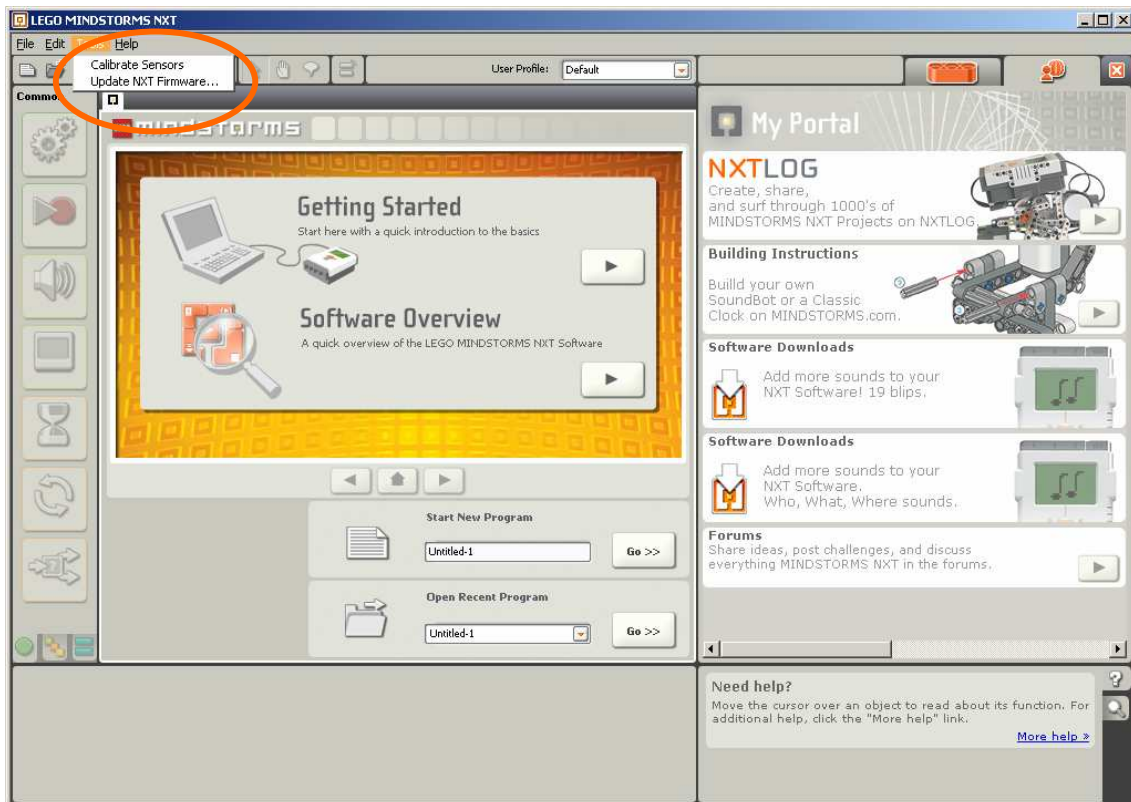 LEGO MINDSTORMS NXT
File Edit Tools Help
Calibrate Sensors
Update NXT Firmware...
User Profile: Default
Commo
mindstorms
Getting Started
Start here with a quick introduction to the basics
Software Overview
A quick overview of the LEGO MINDSTORMS NXT Software
Start New Program
Untitled-1
Go >>
Open Recent Program
Untitled-1
Go >>
My Portal
NXTLOG
Create, share,
and surf through 1000's of
MINDSTORMS NXT Projects on NXTLOG.
Building Instructions
Builld your own
SoundBot or a Classic
Clock on MINDSTORMS.com.
Software Downloads
Add more sounds to your
NXT Software! 19 blips.
Software Downloads
Add more sounds to your
NXT Software.
Who, What, Where sounds.
Forums
Share ideas, post challenges, and discuss
everything MINDSTORMS NXT in the forums.
Need help?
Move the cursor over an object to read about its function. For
additional help, click the "More help" link.
More help »